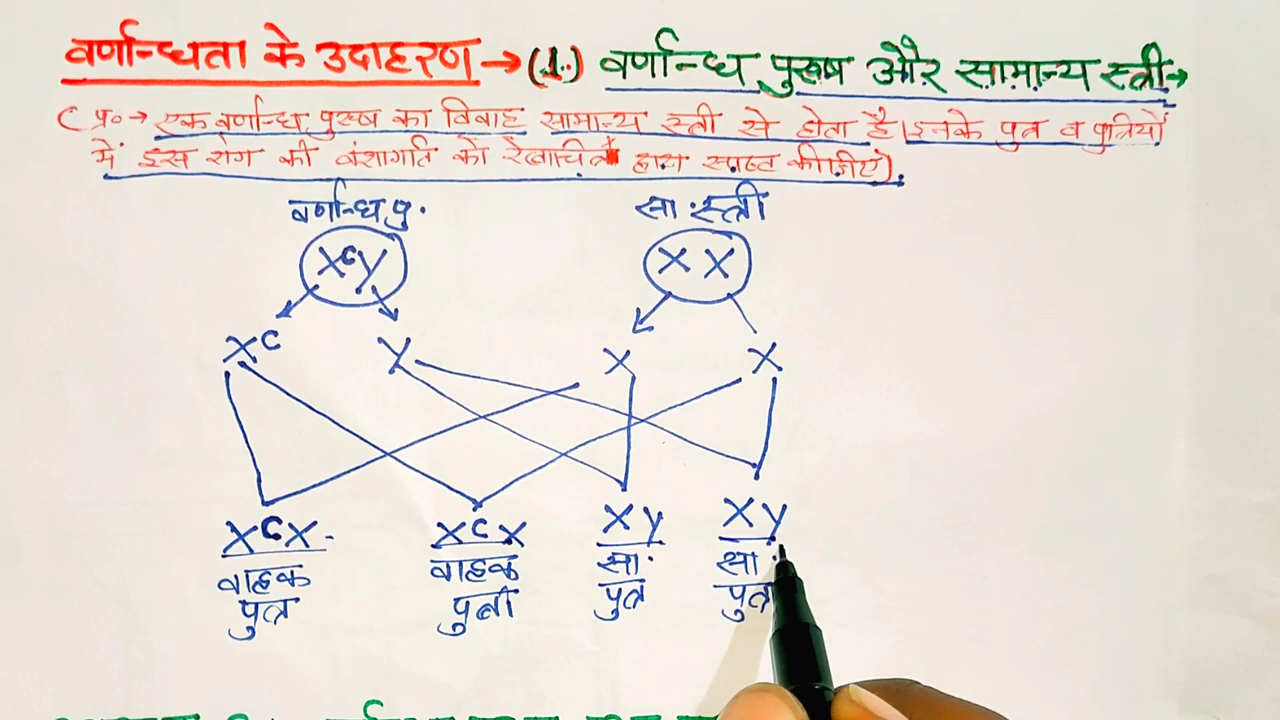 वर्णान्धता के उदाहरण → (1.) वर्णान्ध पुरूष और सामान्य स्त्री→
(प्र०→ एक वर्णान्ध पुरूष का विवाह सामान्य स्त्री से होता है। इनके पुत्र व पुत्रियों
में इस रोग की वंशागति को रेखाचित्र द्वारा स्पष्ट कीजिए).
वर्णान्ध पु. सा.स्त्री
XᶜY XX
Xᶜ Y X X
XᶜX- XᶜX XY XY
वाहक वाहक सा. सा.
पुत्र पुत्री पुत्र पुत्र